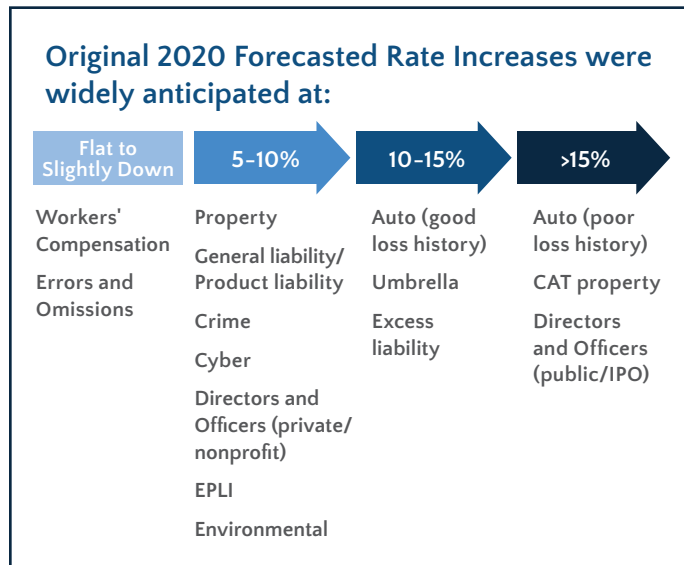 Original 2020 Forecasted Rate Increases were
widely anticipated at:
Flat to
Slightly Down
5-10%
10-15%
>15%
Workers'
Compensation
Errors and
Omissions
Property
General liability/
Product liability
Crime
Cyber
Directors and
Officers (private/
nonprofit)
EPLI
Environmental
Auto (good
loss history)
Umbrella
Excess
liability
Auto (poor
loss history)
CAT property
Directors
and Officers
(public/IPO)